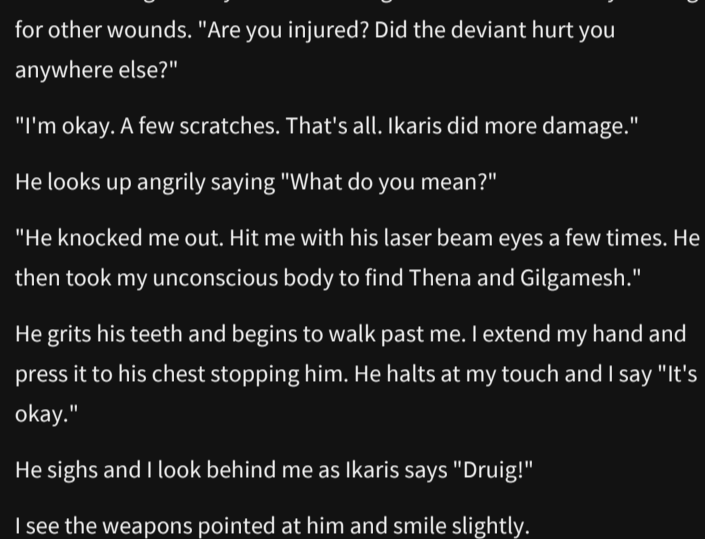 for other wounds. "Are you injured? Did the deviant hurt you
anywhere else?"
"I'm okay. A few scratches. That's all. Ikaris did more damage."
He looks up angrily saying "What do you mean?"
"He knocked me out. Hit me with his laser beam eyes a few times. He
then took my unconscious body to find Thena and Gilgamesh."
He grits his teeth and begins to walk past me. I extend my hand and
press it to his chest stopping him. He halts at my touch and I say "It's
okay."
He sighs and I look behind me as Ikaris says "Druig!"
I see the weapons pointed at him and smile slightly.